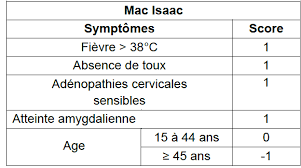 Mac Isaac
Symptômes Score
Fièvre > 38°C 1
Absence de toux 1
Adénopathies cervicales 1
sensibles
Atteinte amygdalienne 1
Age 15 à 44 ans 0
≥ 45 ans -1